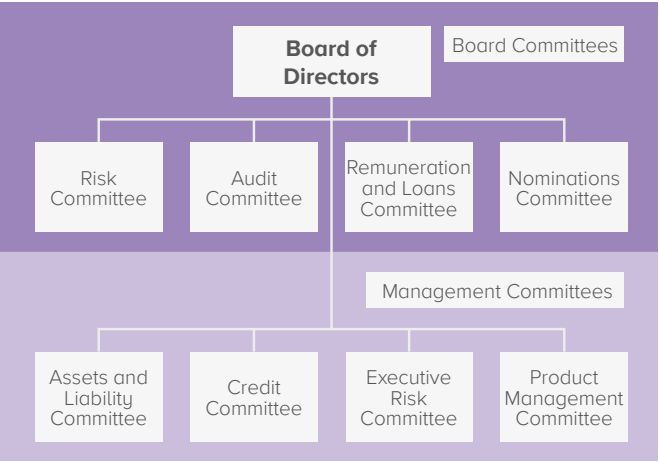 Board of
Directors
Board Committees
Risk
Committee
Audit
Committee
Remuneration
and Loans
Committee
Nominations
Committee
Management Committees
Assets and
Liability
Committee
Credit
Committee
Executive
Risk
Committee
Product
Management
Committee